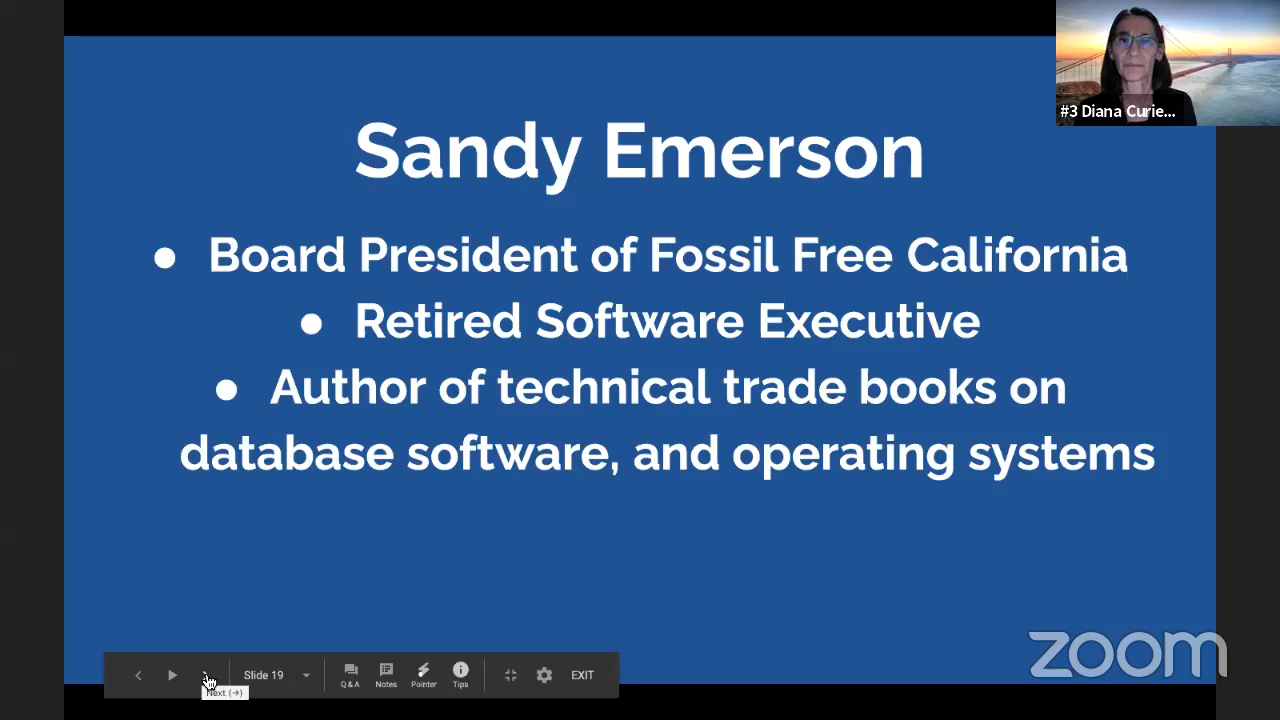 #3 Diana Curie...
Sandy Emerson
● Board President of Fossil Free California
● Retired Software Executive
● Author of technical trade books on
database software, and operating systems
zoom
Slide 19
Q & A
Notes
Pointer
Tips
EXIT
Next (→)